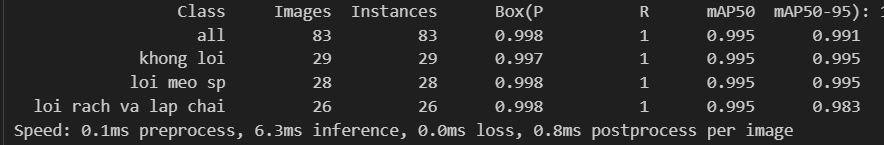 Class Images Instances Box(P R mAP50 mAP50-95):
all 83 83 0.998 1 0.995 0.991
khong loi 29 29 0.997 1 0.995 0.995
loi meo sp 28 28 0.998 1 0.995 0.995
loi rach va lap chai 26 26 0.998 1 0.995 0.983
Speed: 0.1ms preprocess, 6.3ms inference, 0.0ms loss, 0.8ms postprocess per image